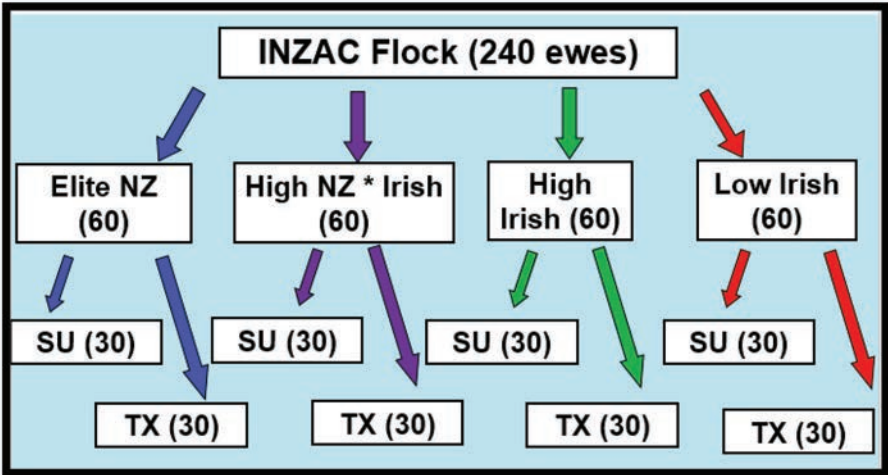 INZAC Flock (240 ewes)
Elite NZ
(60)
High NZ * Irish
(60)
High
Irish (60)
Low Irish
(60)
SU (30)
SU (30)
SU (30)
SU (30)
TX (30)
TX (30)
TX (30)
TX (30)